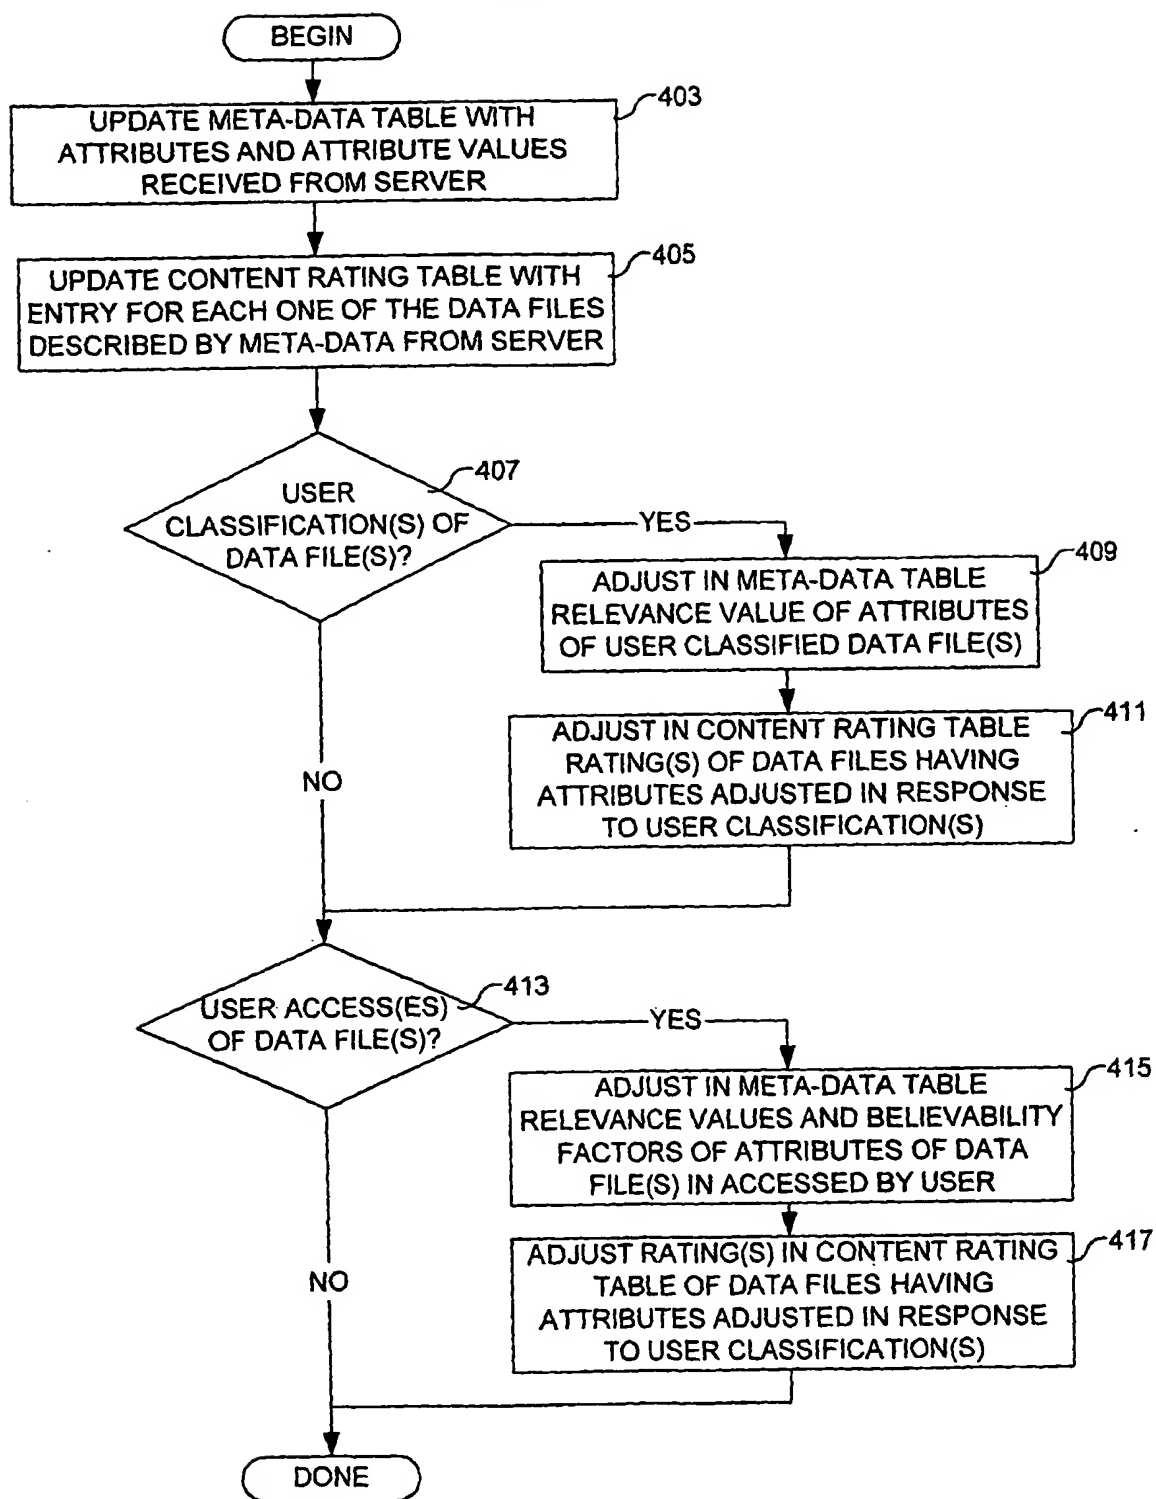 BEGIN
403
UPDATE META-DATA TABLE WITH
ATTRIBUTES AND ATTRIBUTE VALUES
RECEIVED FROM SERVER
405
UPDATE CONTENT RATING TABLE WITH
ENTRY FOR EACH ONE OF THE DATA FILES
DESCRIBED BY META-DATA FROM SERVER
407
USER
CLASSIFICATION(S) OF
DATA FILE(S)?
YES
409
ADJUST IN META-DATA TABLE
RELEVANCE VALUE OF ATTRIBUTES
OF USER CLASSIFIED DATA FILE(S)
411
ADJUST IN CONTENT RATING TABLE
RATING(S) OF DATA FILES HAVING
ATTRIBUTES ADJUSTED IN RESPONSE
TO USER CLASSIFICATION(S)
NO
413
USER ACCESS(ES)
OF DATA FILE(S)?
YES
415
ADJUST IN META-DATA TABLE
RELEVANCE VALUES AND BELIEVABILITY
FACTORS OF ATTRIBUTES OF DATA
FILE(S) IN ACCESSED BY USER
417
ADJUST RATING(S) IN CONTENT RATING
TABLE OF DATA FILES HAVING
ATTRIBUTES ADJUSTED IN RESPONSE
TO USER CLASSIFICATION(S)
NO
DONE